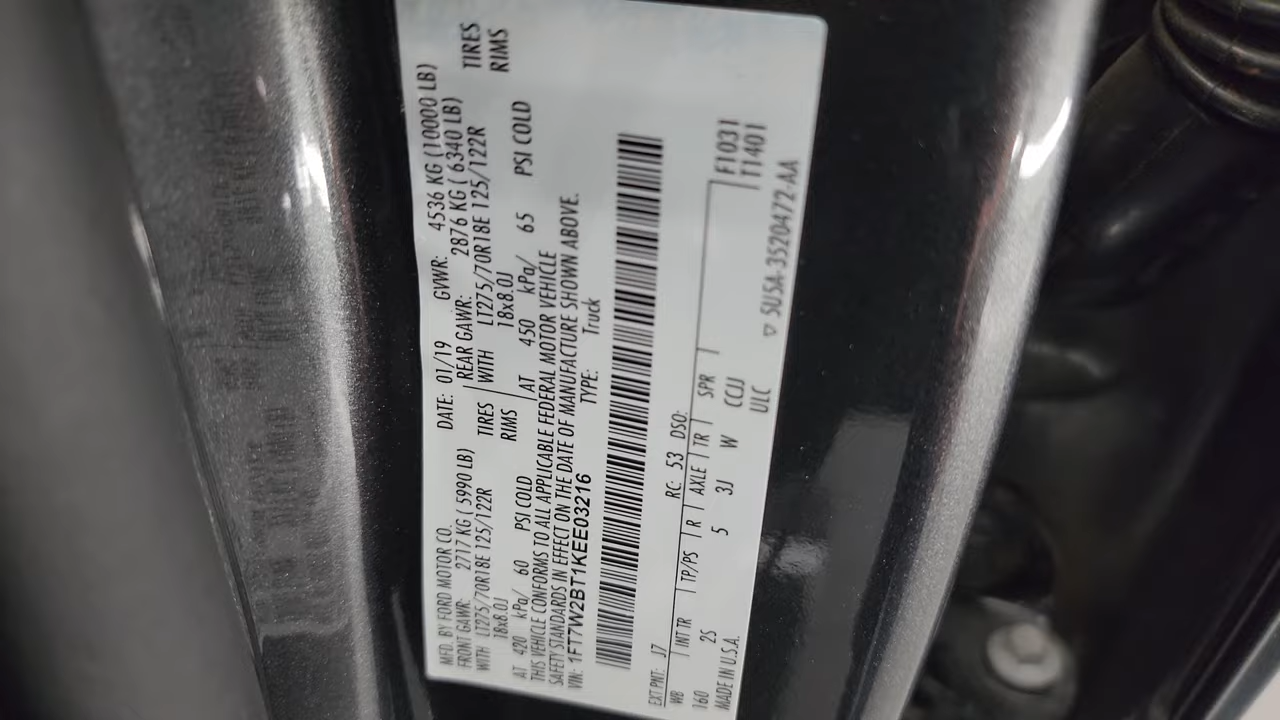 MFD. BY FORD MOTOR CO. DATE: 01/19 GVWR: 4536 KG (10000 LB)
FRONT GAWR: 2717 KG ( 5990 LB) REAR GAWR: 2876 KG ( 6340 LB)
WITH LT275/70R18E 125/122R TIRES WITH LT275/70R18E 125/122R TIRES
18x8.0J RIMS 18x8.0J RIMS
AT 420 kPa/ 60 PSI COLD AT 450 kPa/ 65 PSI COLD
THIS VEHICLE CONFORMS TO ALL APPLICABLE FEDERAL MOTOR VEHICLE
SAFETY STANDARDS IN EFFECT ON THE DATE OF MANUFACTURE SHOWN ABOVE.
VIN: 1FT7W2BT1KEE03216 TYPE: Truck
EXT PNT: J7 RC: 53 DSO:
WB INT TR TP/PS R AXLE TR SPR F1031
160 2S 5 3J W CCJJ T1401
MADE IN U.S.A. ULC
▽ SU5A-3520472-AA